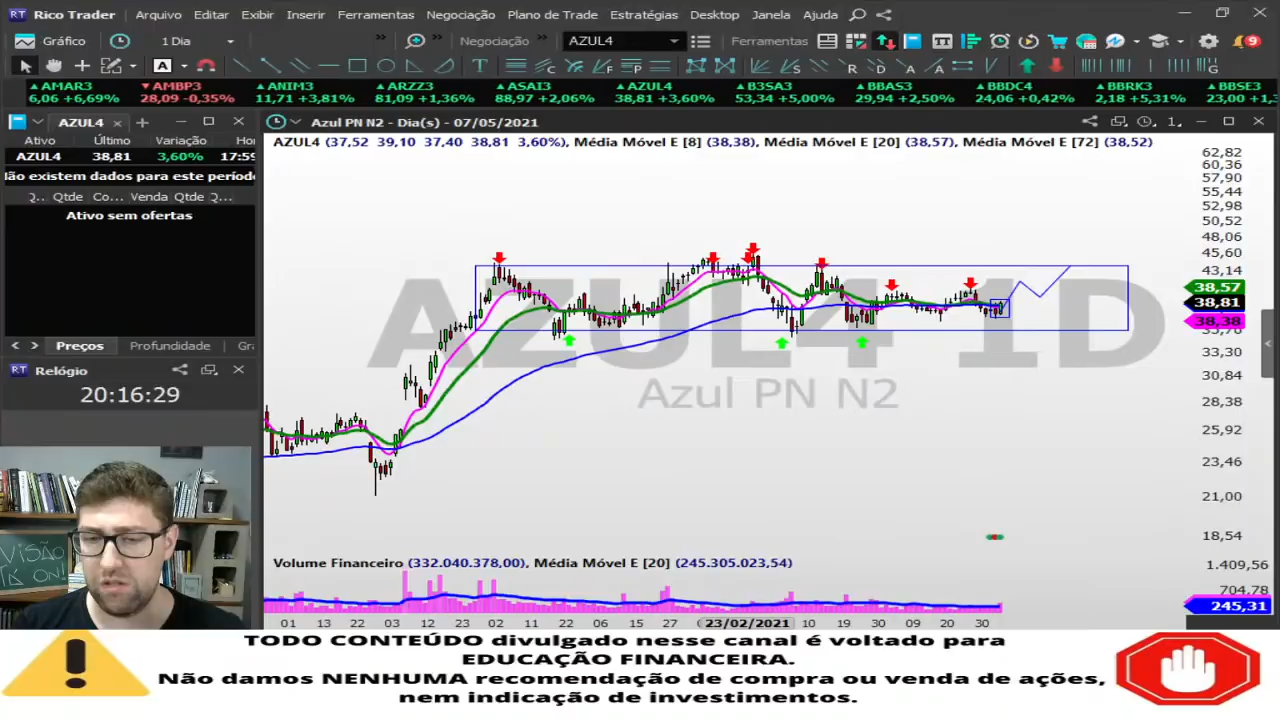 RT Rico Trader Arquivo Editar Exibir Inserir Ferramentas Negociação Plano de Trade Estratégias Desktop Janela Ajuda
Gráfico 1 Dia Negociação AZUL4 Ferramentas 9
AMAR3 AMBP3 ANIM3 ARZZ3 ASAI3 AZUL4 B3SA3 BBAS3 BBDC4 BBRK3 BBSE3
6,06 +6,69% 28,09 -0,35% 11,71 +3,81% 81,09 +1,36% 88,97 +2,06% 38,81 +3,60% 53,34 +5,00% 29,94 +2,50% 24,06 +0,42% 2,18 +5,31% 23,00 +1,
AZUL4
Azul PN N2 - Dia(s) - 07/05/2021
Ativo Último Variação Ho
AZUL4 38,81 3,60% 17:59
Não existem dados para este período
Q.. Qtde Co... Venda Qtde Q...
Ativo sem ofertas
Preços Profundidade Gr
RT Relógio
20:16:29
AZUL4 (37,52 39,10 37,40 38,81 3,60%), Média Móvel E [8] (38,38), Média Móvel E [20] (38,57), Média Móvel E [72] (38,52)
AZUL4 1D
Azul PN N2
62,82
60,36
57,90
55,44
52,98
50,52
48,06
45,60
43,14
38,57
38,81
38,38
33,30
30,84
28,38
25,92
23,46
21,00
18,54
Volume Financeiro (332.040.378,00), Média Móvel E [20] (245.305.023,54)
1.409,56
704,78
245,31
01 13 22 03 12 23 02 11 22 06 15 27 23/02/2021 10 19 30 09 20 30
VISÃO
TÁ ON!
TODO CONTEÚDO divulgado nesse canal é voltado para
EDUCAÇÃO FINANCEIRA.
Não damos NENHUMA recomendação de compra ou venda de ações,
nem indicação de investimentos.